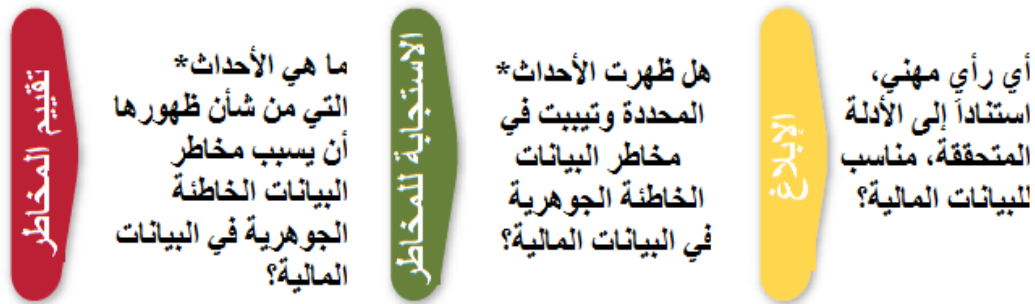 تقييم المخاطر
ما هي الأحداث*
التي من شأن ظهورها
أن يسبب مخاطر
البيانات الخاطئة
الجوهرية في البيانات
المالية؟
الاستجابة للمخاطر
هل ظهرت الأحداث*
المحددة وتيببت في
مخاطر البيانات
الخاطئة الجوهرية
في البيانات المالية؟
الإبلاغ
أي رأي مهني،
استناداً إلى الأدلة
المتحققة، مناسب
للبيانات المالية؟